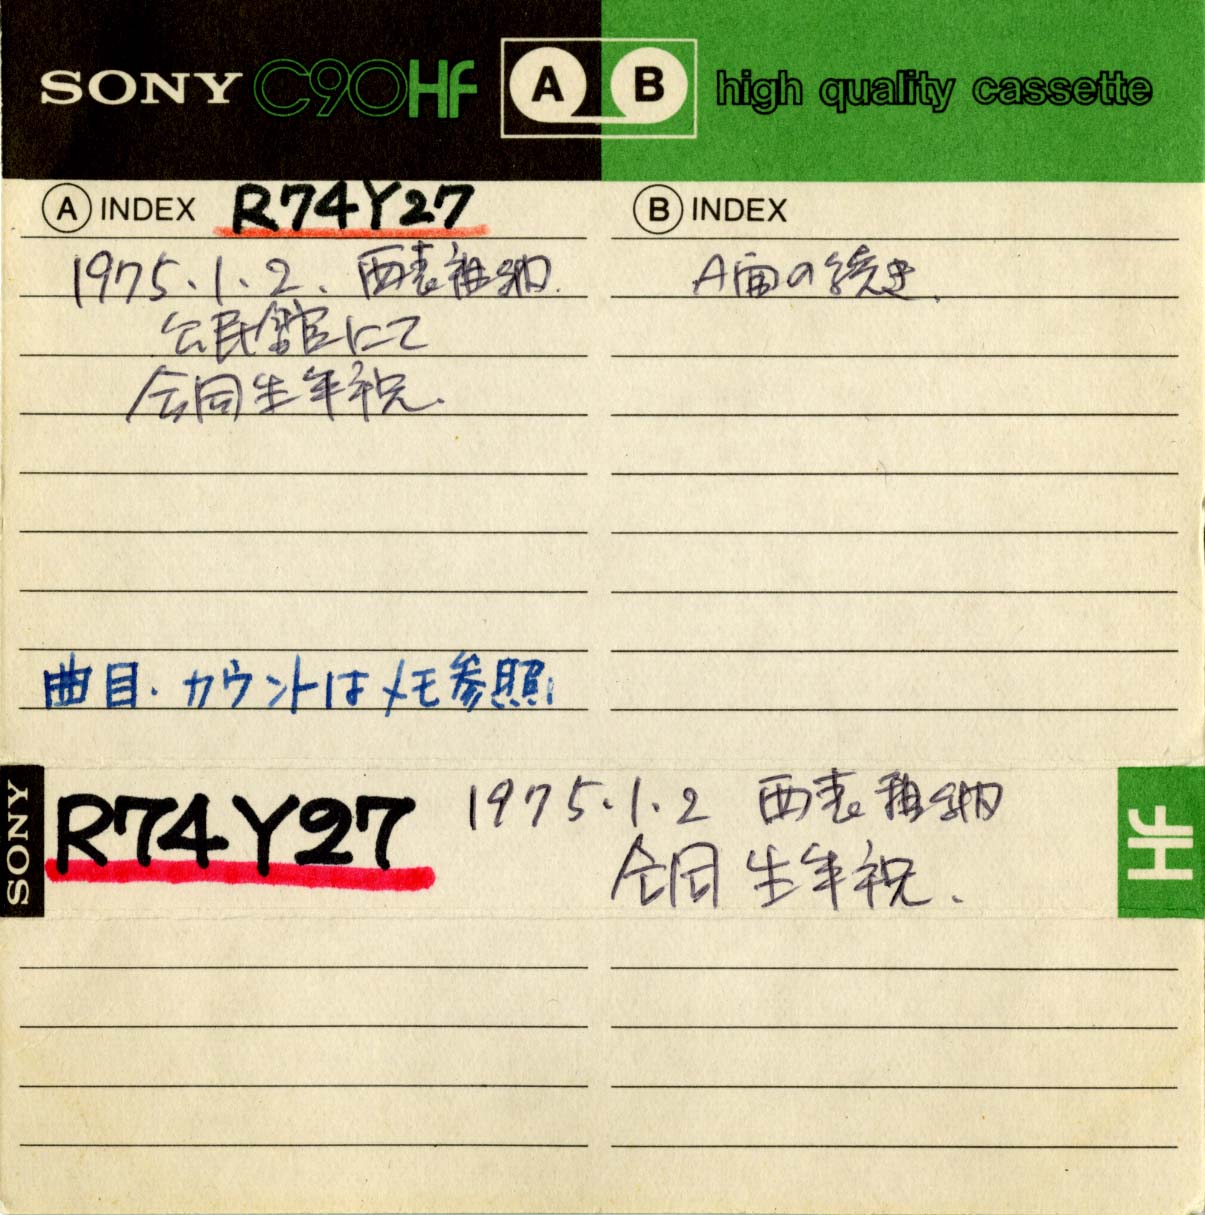 SONY C90HF A B high quality cassette
A INDEX R74Y27
1975.1.2. 西表祖納
公民館にて
合同生年祝.
B INDEX
A面の続き.
曲目. カウントはメモ参照.
SONY R74Y27 1975.1.2 西表祖納 HF
合同 生年祝.